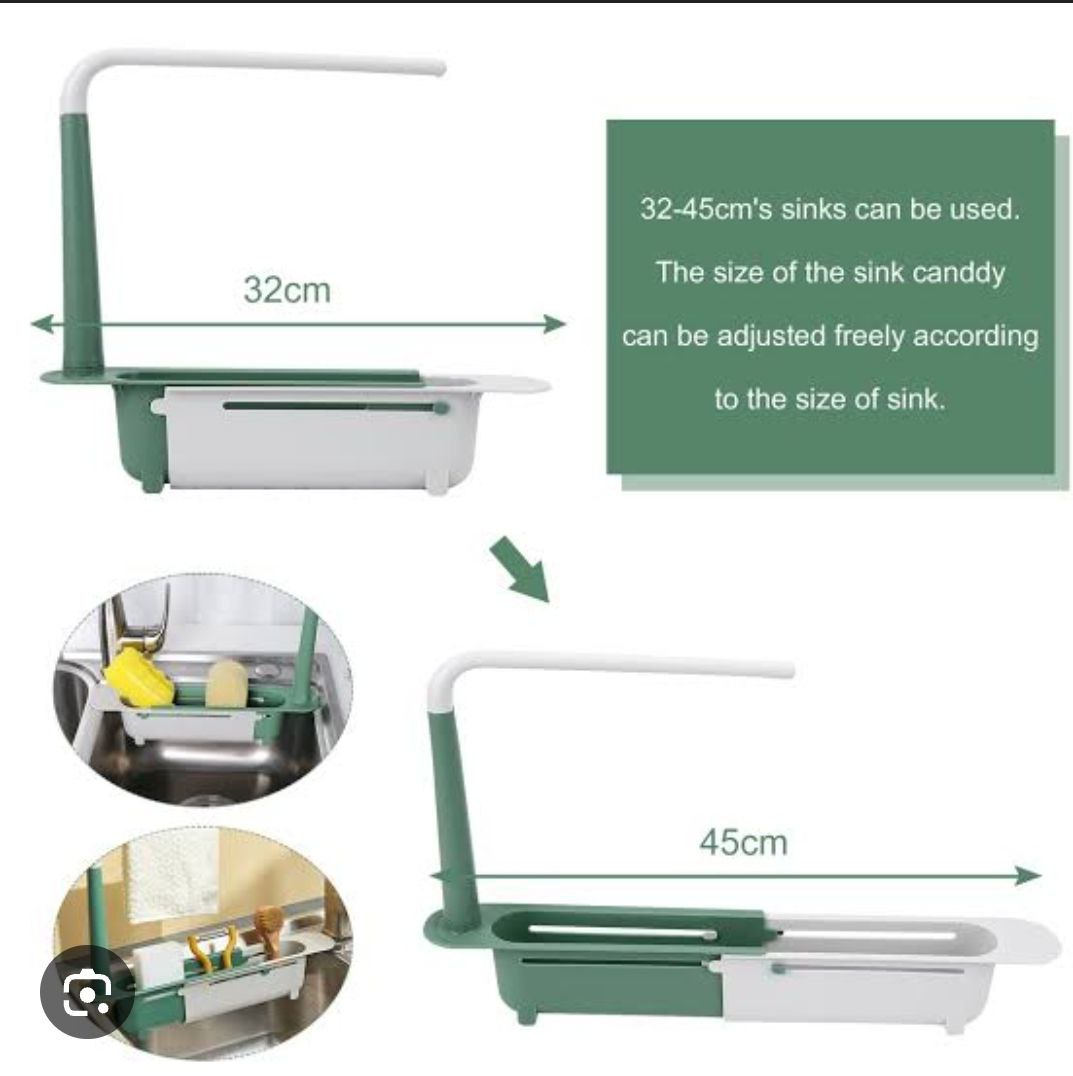 32cm
32-45cm's sinks can be used.
The size of the sink canddy
can be adjusted freely according
to the size of sink.
45cm